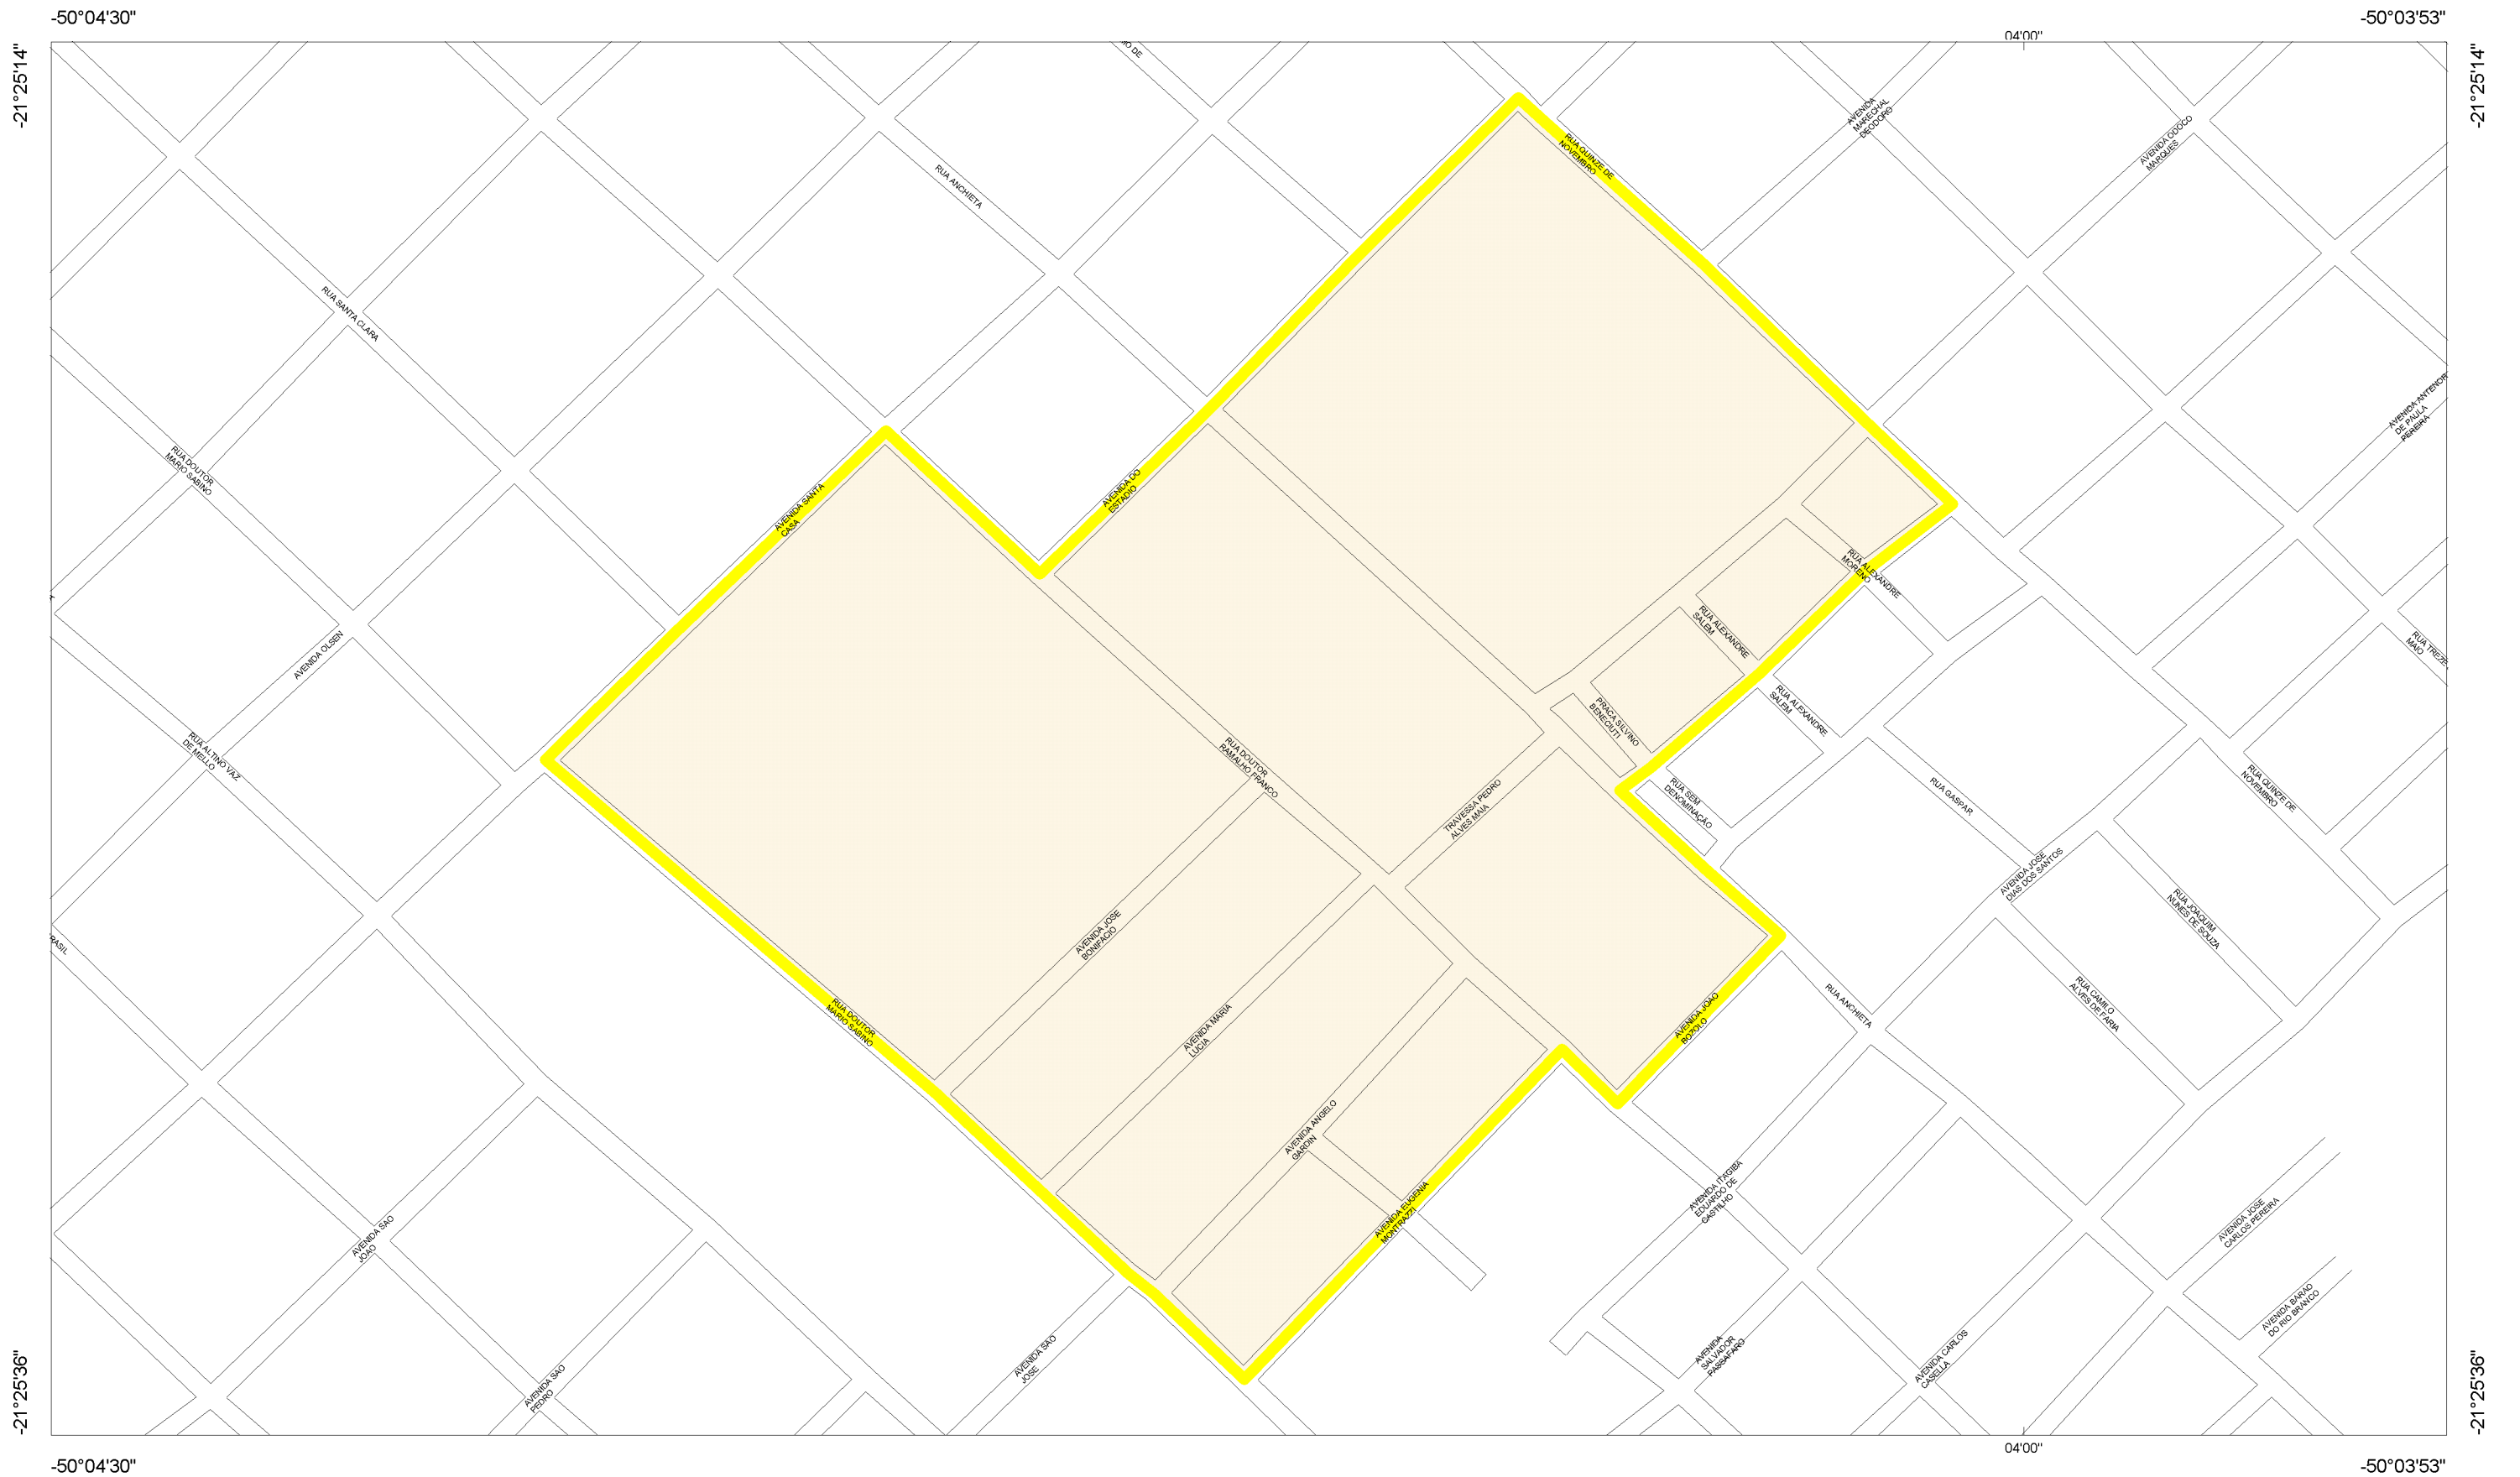 -50°04'30"
-50°03'53"
04'00"
-21°25'14"
-21°25'14"
AVENIDA
MARECHAL
DEODORO
AVENIDA ODOCO
MARQUES
RUA QUINZE DE
NOVEMBRO
RUA ANCHIETA
RUA SANTA CLARA
AVENIDA ANTENOR
DE PAULA
PEREIRA
RUA DOUTOR
MARIO SABINO
AVENIDA SANTA
CASA
AVENIDA DO
ESTADIO
RUA ALEXANDRE
MORENO
RUA ALEXANDRE
SALEM
AVENIDA OLSEN
RUA TREZE
MAIO
PRACA SILVINO
BENECIUTI
RUA ALEXANDRE
SALEM
RUA ALTINO VAZ
DE MELLO
RUA DOUTOR
RAMALHO FRANCO
TRAVESSA PEDRO
ALVES MAIA
RUA SEM
DENOMINAÇÃO
RUA GASPAR
RUA QUINZE DE
NOVEMBRO
AVENIDA JOSE
DIAS DOS SANTOS
RUA JOAQUIM
NUNES DE SOUZA
RASIL
AVENIDA JOSE
BONIFACIO
RUA DOUTOR
MARIO SABINO
AVENIDA MARIA
LUCIA
AVENIDA JOAO
BOZOLO
RUA ANCHIETA
RUA CAMILO
ALVES DE FARIA
AVENIDA ANGELO
GARDIN
AVENIDA EUGENIA
MONTRAZZI
AVENIDA ITAGIBA
EDUARDO DE
CASTILHO
AVENIDA JOSE
CARLOS PEREIRA
AVENIDA SAO
JOAO
AVENIDA BARAO
DO RIO BRANCO
AVENIDA SAO
PEDRO
AVENIDA SAO
JOSE
AVENIDA
SALVADOR
PASSAFARO
AVENIDA CARLOS
CASELLA
-21°25'36"
-21°25'36"
04'00"
-50°04'30"
-50°03'53"